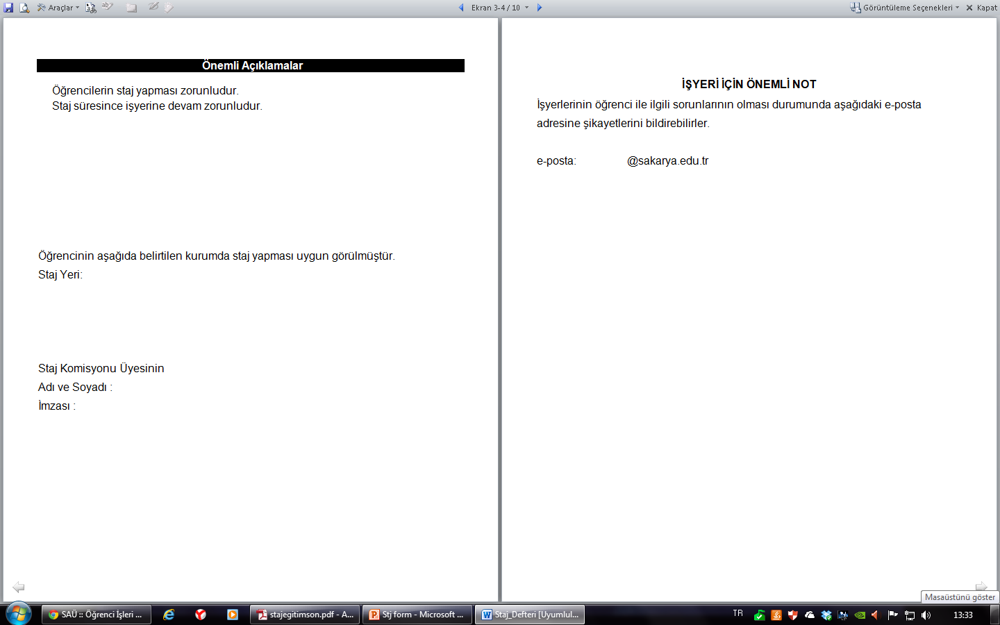 Araçlar
Ekran 3-4 / 10
Görüntüleme Seçenekleri
Kapat
Önemli Açıklamalar
Öğrencilerin staj yapması zorunludur.
Staj süresince işyerine devam zorunludur.
Öğrencinin aşağıda belirtilen kurumda staj yapması uygun görülmüştür.
Staj Yeri:
Staj Komisyonu Üyesinin
Adı ve Soyadı :
İmzası :
İŞYERİ İÇİN ÖNEMLİ NOT
İşyerlerinin öğrenci ile ilgili sorunlarının olması durumunda aşağıdaki e-posta
adresine şikayetlerini bildirebilirler.
e-posta: @sakarya.edu.tr
Masaüstünü göster
SAÜ :: Öğrenci İşleri ...
stajegitimson.pdf - A...
Stj form - Microsoft ...
Staj_Defteri [Uyumlul...
TR
13:33